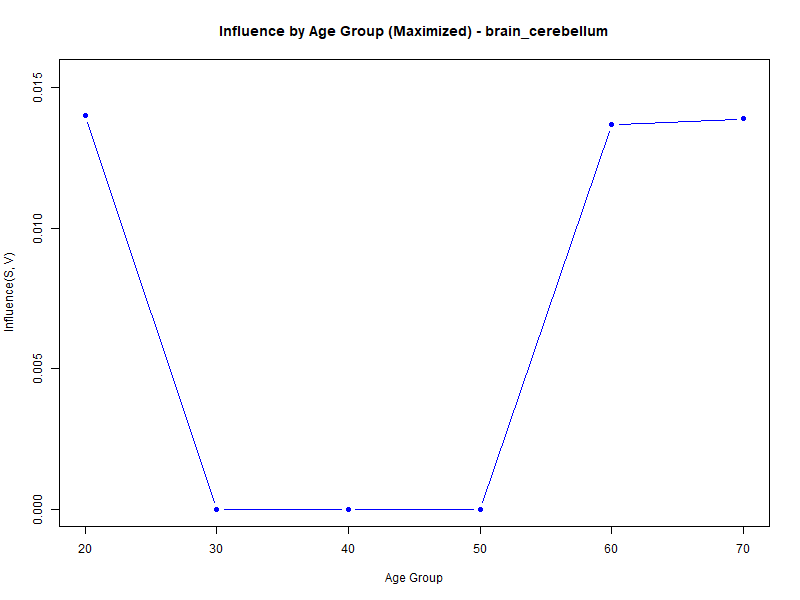 Influence by Age Group (Maximized) - brain_cerebellum
0.015
0.010
0.005
0.000
Influence(S, V)
20 30 40 50 60 70
Age Group